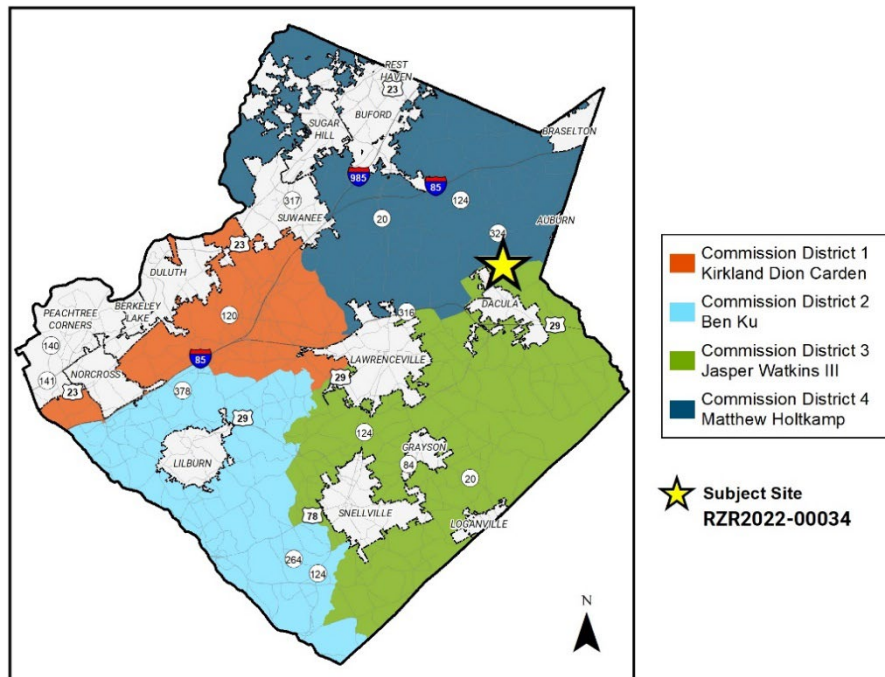 REST
HAVEN
23
BUFORD
SUGAR
HILL
BRASELTON
985
85
317
124
SUWANEE
20
AUBURN
324
23
DULUTH
DACULA
BERKELEY
LAKE
PEACHTREE
CORNERS
120
316
29
140
LAWRENCEVILLE
141
NORCROSS
85
23
29
378
29
124
GRAYSON
LILBURN
84
20
SNELLVILLE
78
LOGANVILLE
264
124
N
Commission District 1
Kirkland Dion Carden
Commission District 2
Ben Ku
Commission District 3
Jasper Watkins III
Commission District 4
Matthew Holtkamp
Subject Site
RZR2022-00034